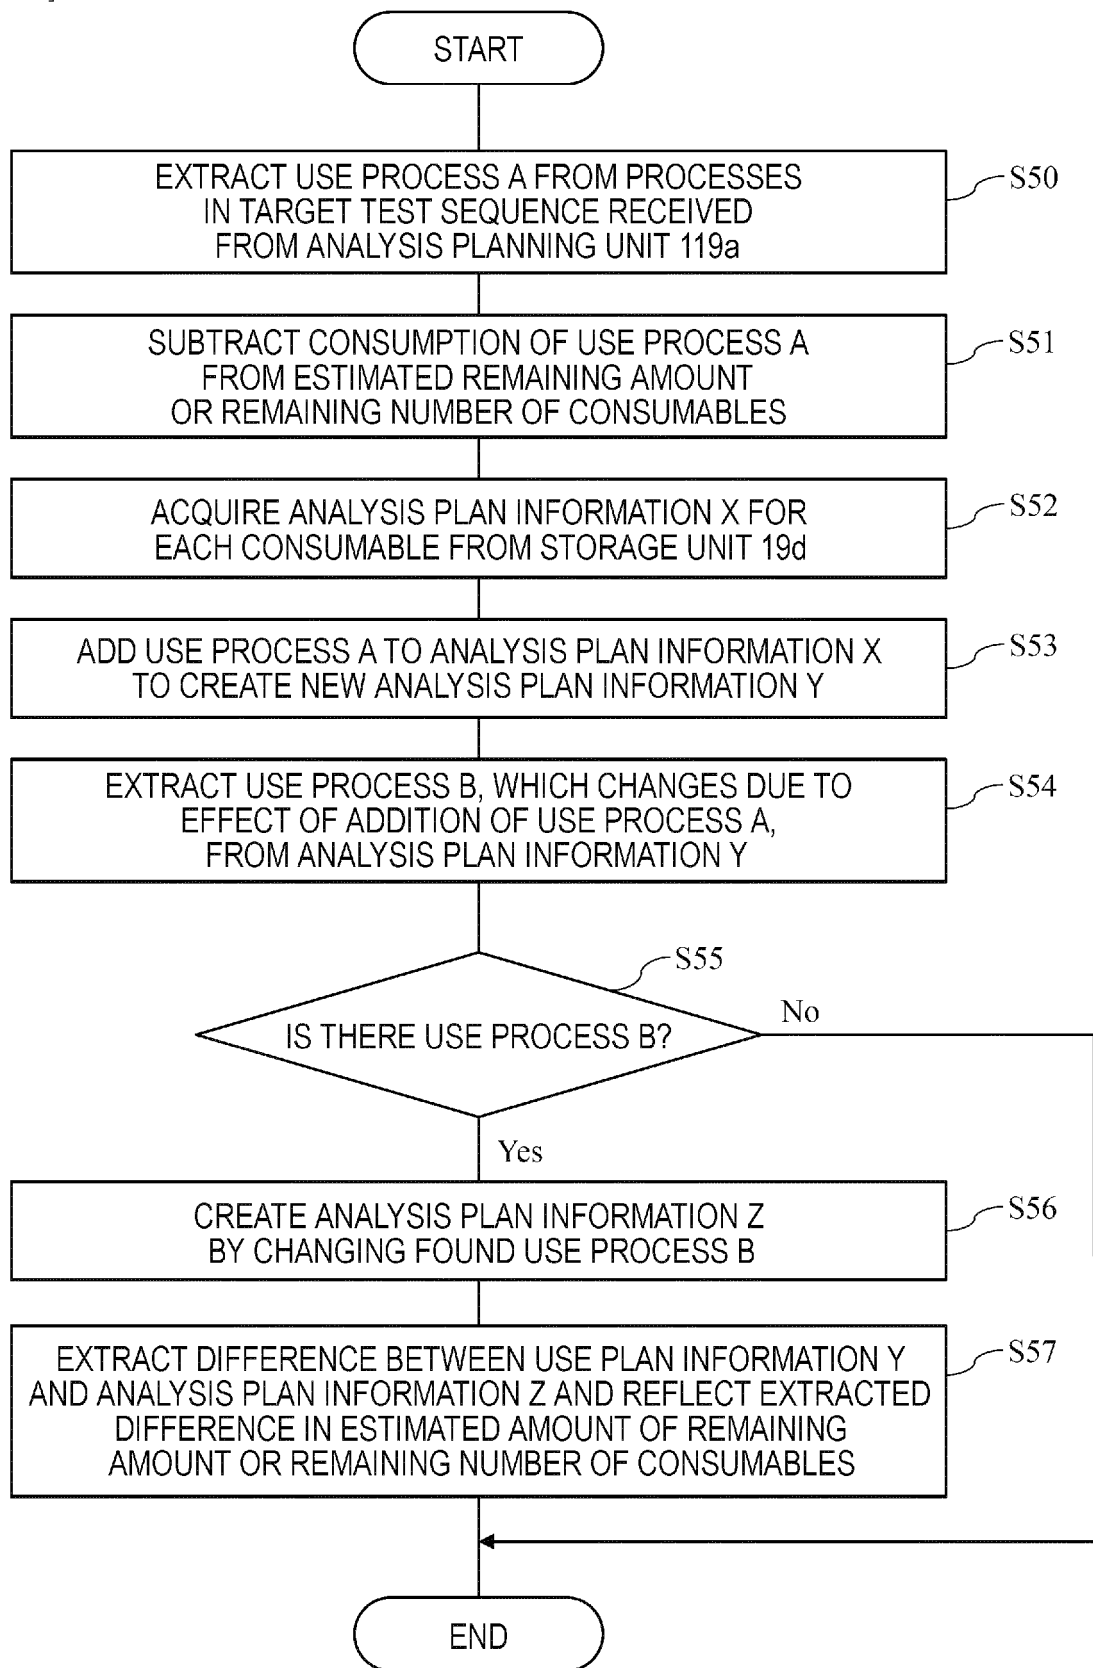 START
EXTRACT USE PROCESS A FROM PROCESSES
IN TARGET TEST SEQUENCE RECEIVED
FROM ANALYSIS PLANNING UNIT 119a
S50
SUBTRACT CONSUMPTION OF USE PROCESS A
FROM ESTIMATED REMAINING AMOUNT
OR REMAINING NUMBER OF CONSUMABLES
S51
ACQUIRE ANALYSIS PLAN INFORMATION X FOR
EACH CONSUMABLE FROM STORAGE UNIT 19d
S52
ADD USE PROCESS A TO ANALYSIS PLAN INFORMATION X
TO CREATE NEW ANALYSIS PLAN INFORMATION Y
S53
EXTRACT USE PROCESS B, WHICH CHANGES DUE TO
EFFECT OF ADDITION OF USE PROCESS A,
FROM ANALYSIS PLAN INFORMATION Y
S54
S55
IS THERE USE PROCESS B?
No
Yes
CREATE ANALYSIS PLAN INFORMATION Z
BY CHANGING FOUND USE PROCESS B
S56
EXTRACT DIFFERENCE BETWEEN USE PLAN INFORMATION Y
AND ANALYSIS PLAN INFORMATION Z AND REFLECT EXTRACTED
DIFFERENCE IN ESTIMATED AMOUNT OF REMAINING
AMOUNT OR REMAINING NUMBER OF CONSUMABLES
S57
END